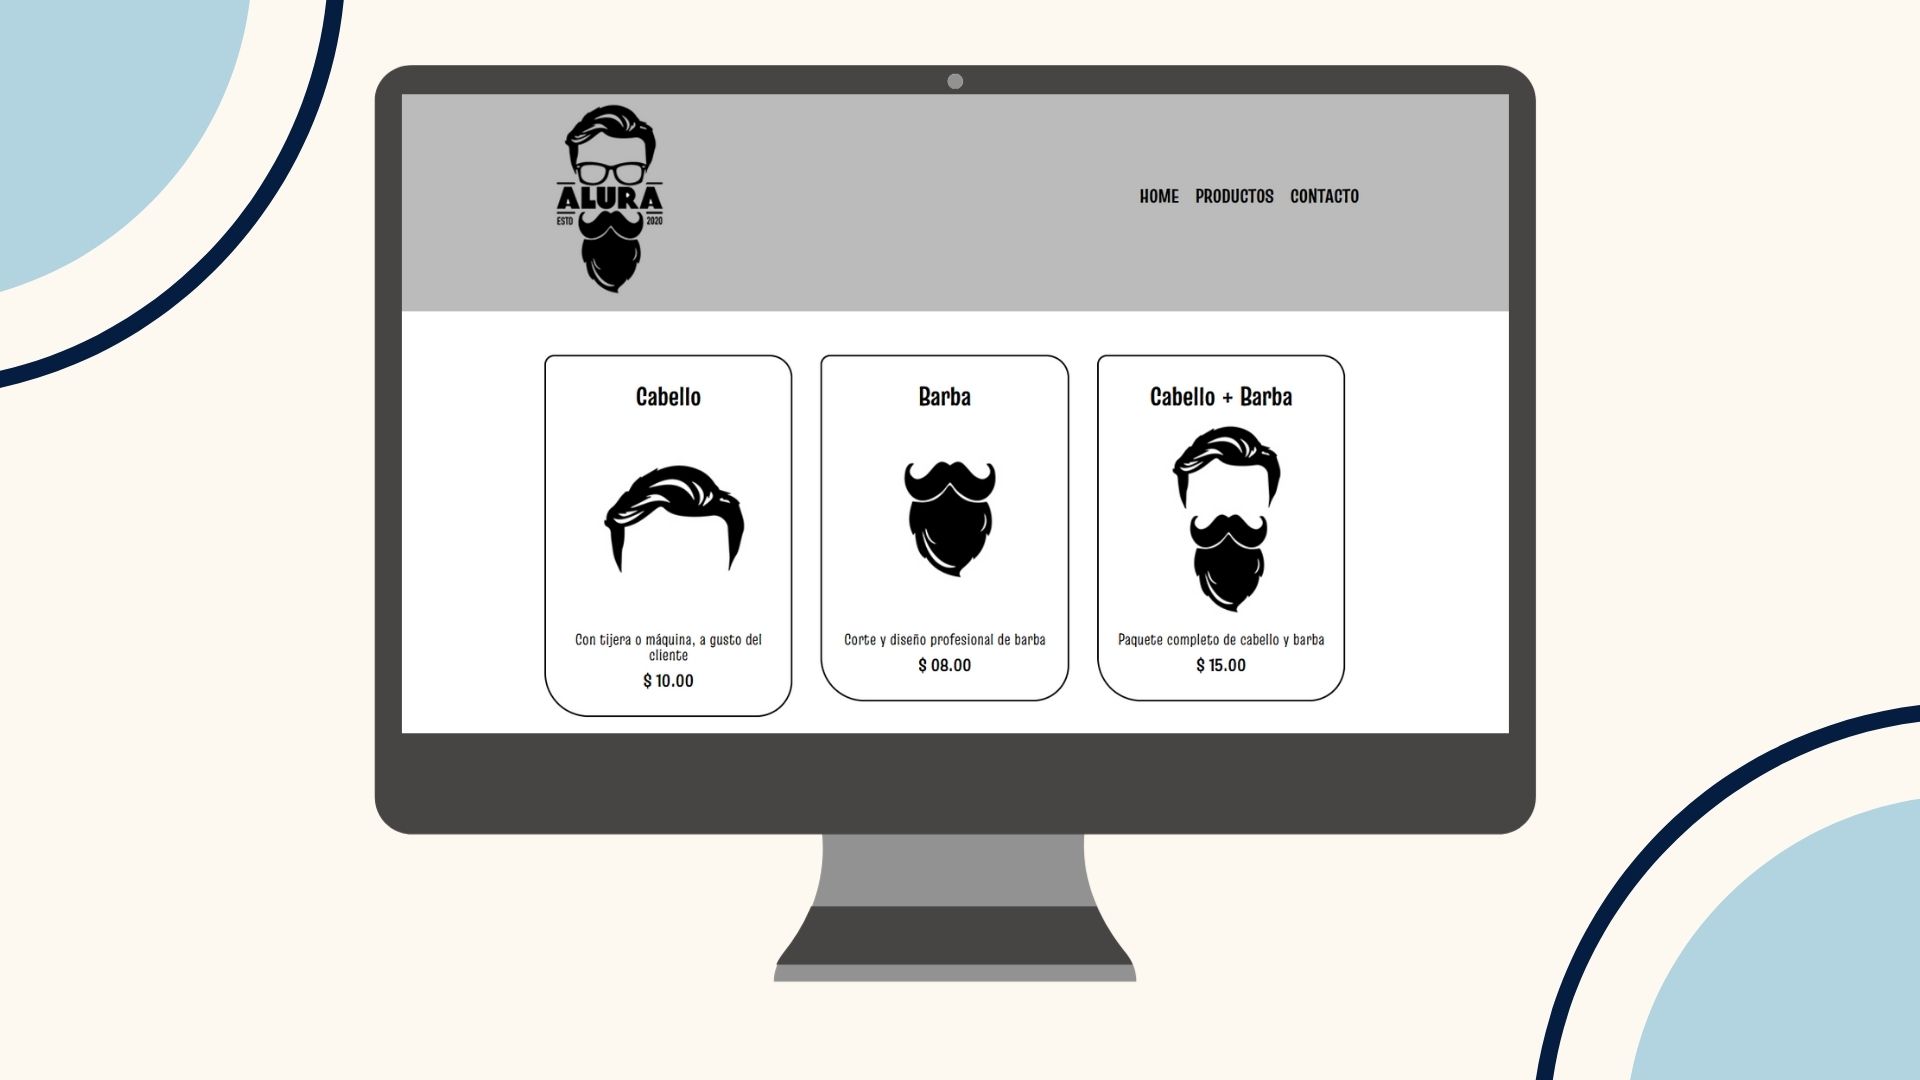 ALURA
ESTD 2020
HOME PRODUCTOS CONTACTO
Cabello
Con tijera o máquina, a gusto del
cliente
$ 10.00
Barba
Corte y diseño profesional de barba
$ 08.00
Cabello + Barba
Paquete completo de cabello y barba
$ 15.00